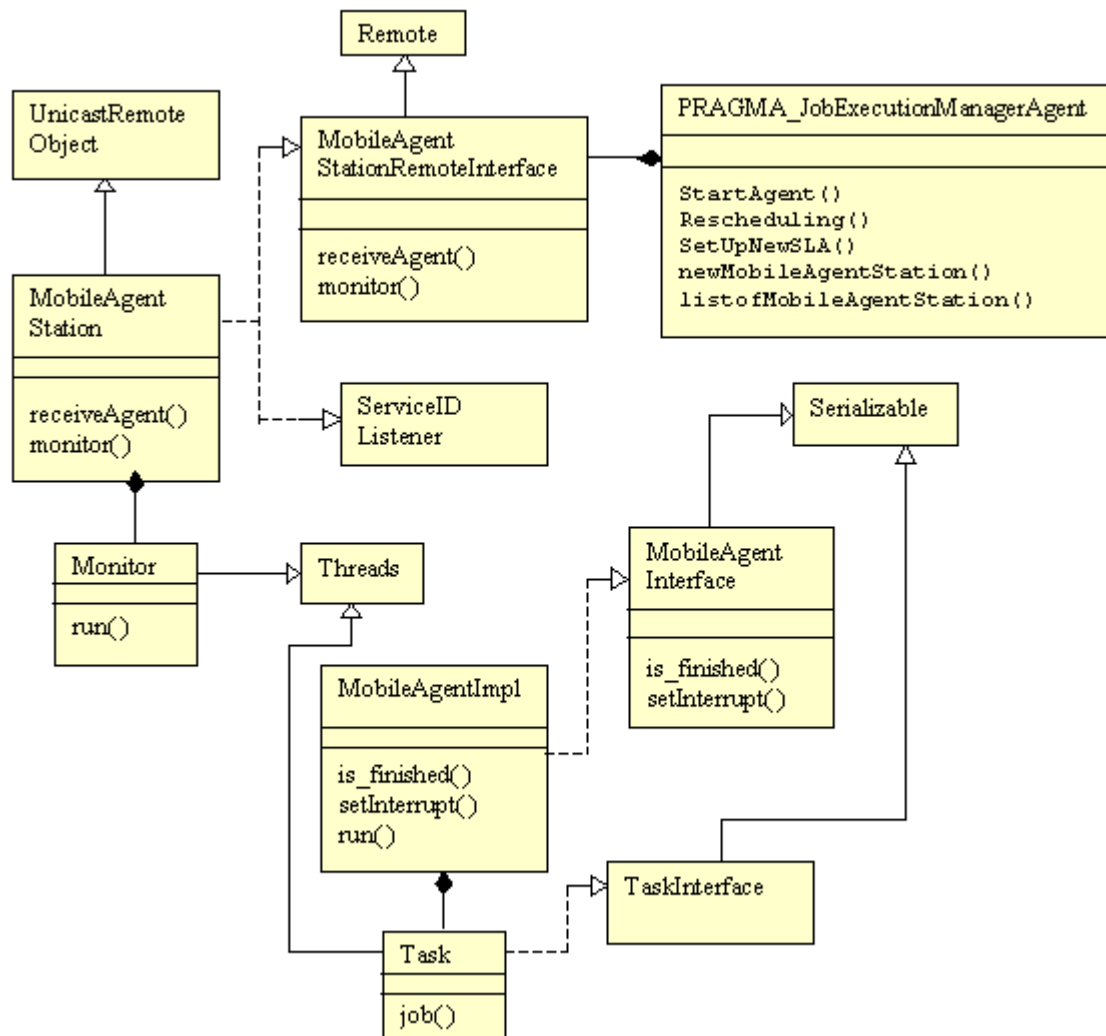 Remote
UnicastRemote
Object
MobileAgent
StationRemoteInterface
receiveAgent()
monitor()
PRAGMA_JobExecutionManagerAgent
StartAgent()
Rescheduling()
SetUpNewSLA()
newMobileAgentStation()
listofMobileAgentStation()
MobileAgent
Station
receiveAgent()
monitor()
ServiceID
Listener
Serializable
Monitor
run()
Threads
MobileAgent
Interface
is_finished()
setInterrupt()
MobileAgentImpl
is_finished()
setInterrupt()
run()
TaskInterface
Task
job()